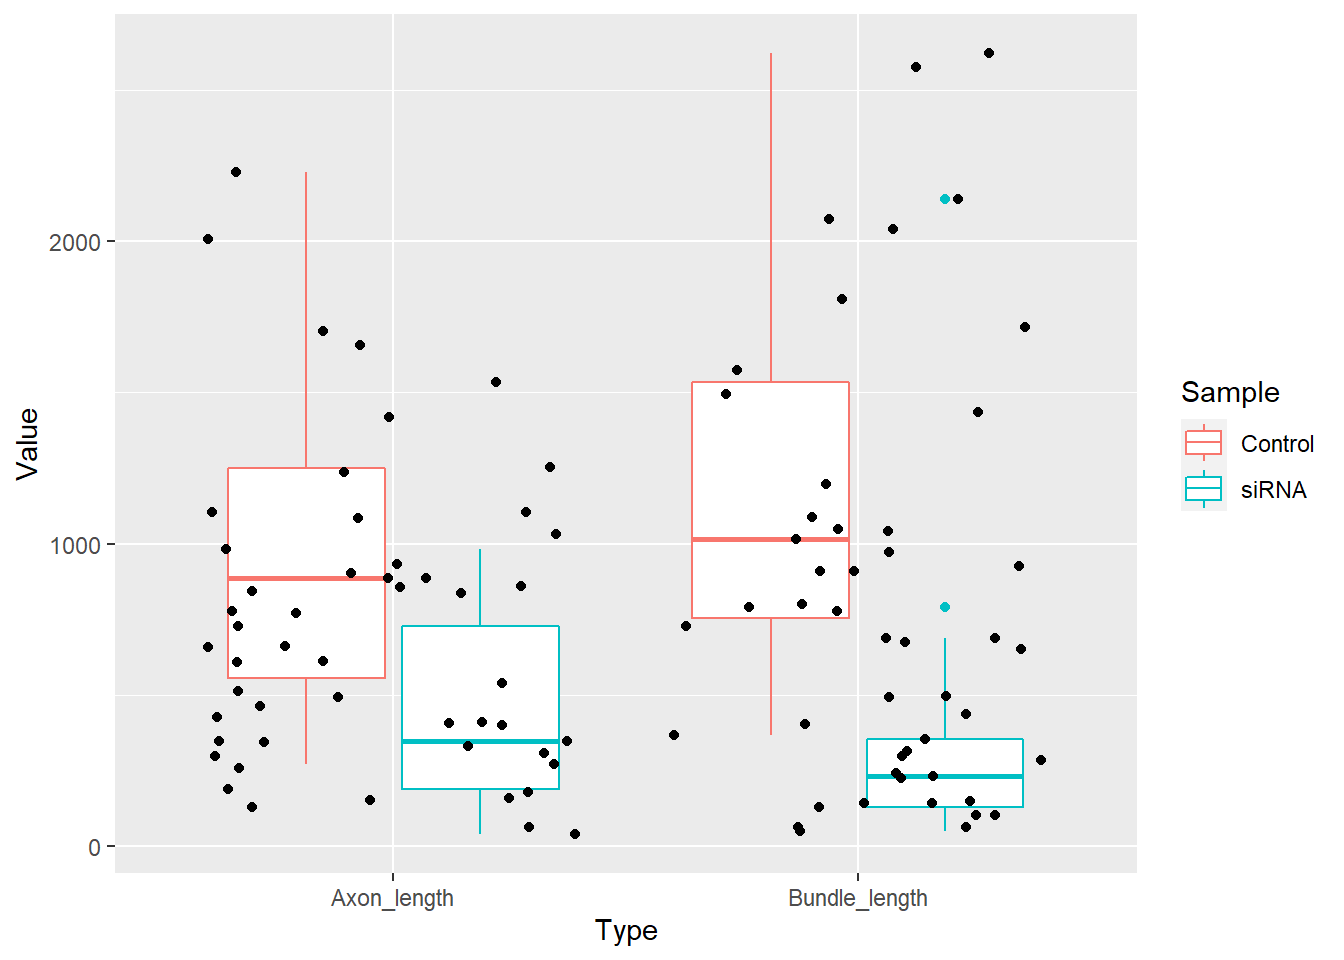 2000
1000
0
Value
Axon_length
Bundle_length
Type
Sample
Control
siRNA